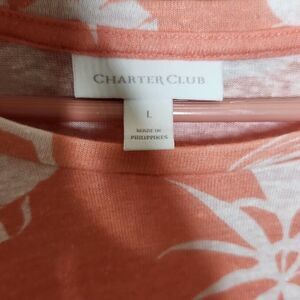 CHARTER CLUB
L
MADE IN
PHILIPPINES